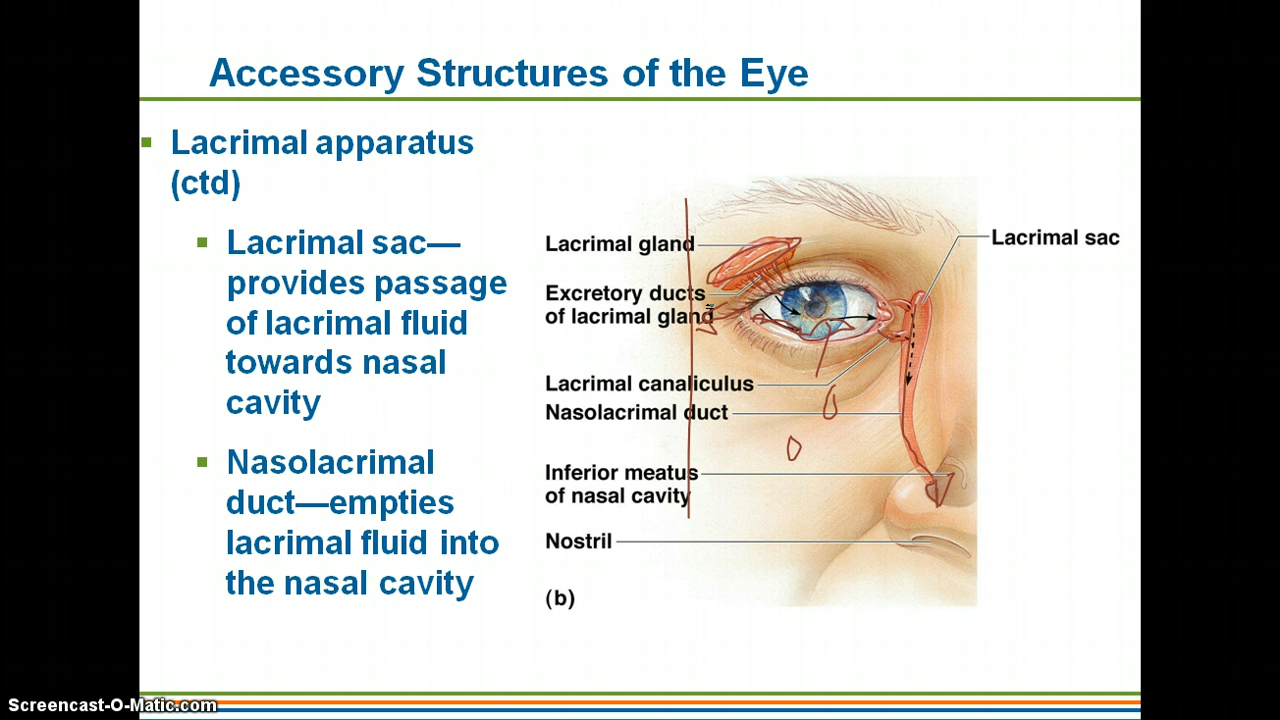 Accessory Structures of the Eye
Lacrimal apparatus
(ctd)
Lacrimal sac—
provides passage
of lacrimal fluid
towards nasal
cavity
Nasolacrimal
duct—empties
lacrimal fluid into
the nasal cavity
Lacrimal gland
Excretory ducts
of lacrimal gland
Lacrimal canaliculus
Nasolacrimal duct
Inferior meatus
of nasal cavity
Nostril
(b)
Lacrimal sac
Screencast-O-Matic.com